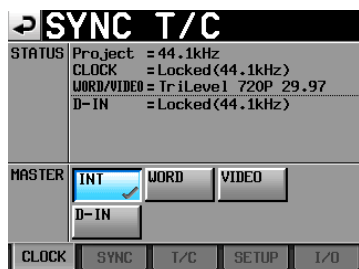 SYNC T/C
STATUS Project =44.1kHz
CLOCK =Locked(44.1kHz)
WORD/VIDEO=TriLevel 720P 29.97
D-IN =Locked(44.1kHz)
MASTER INT WORD VIDEO
D-IN
CLOCK SYNC T/C SETUP I/O